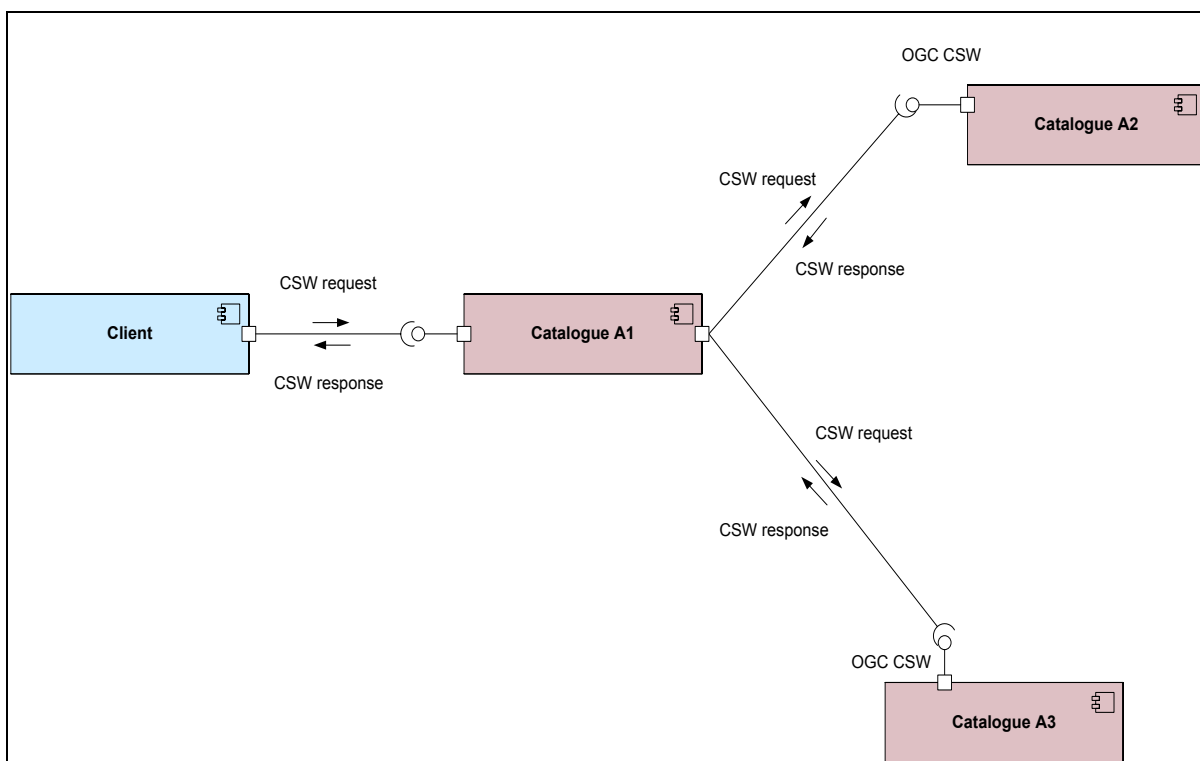 OGC CSW
Catalogue A2
CSW request
CSW response
CSW request
Client
Catalogue A1
CSW response
CSW request
CSW response
OGC CSW
Catalogue A3